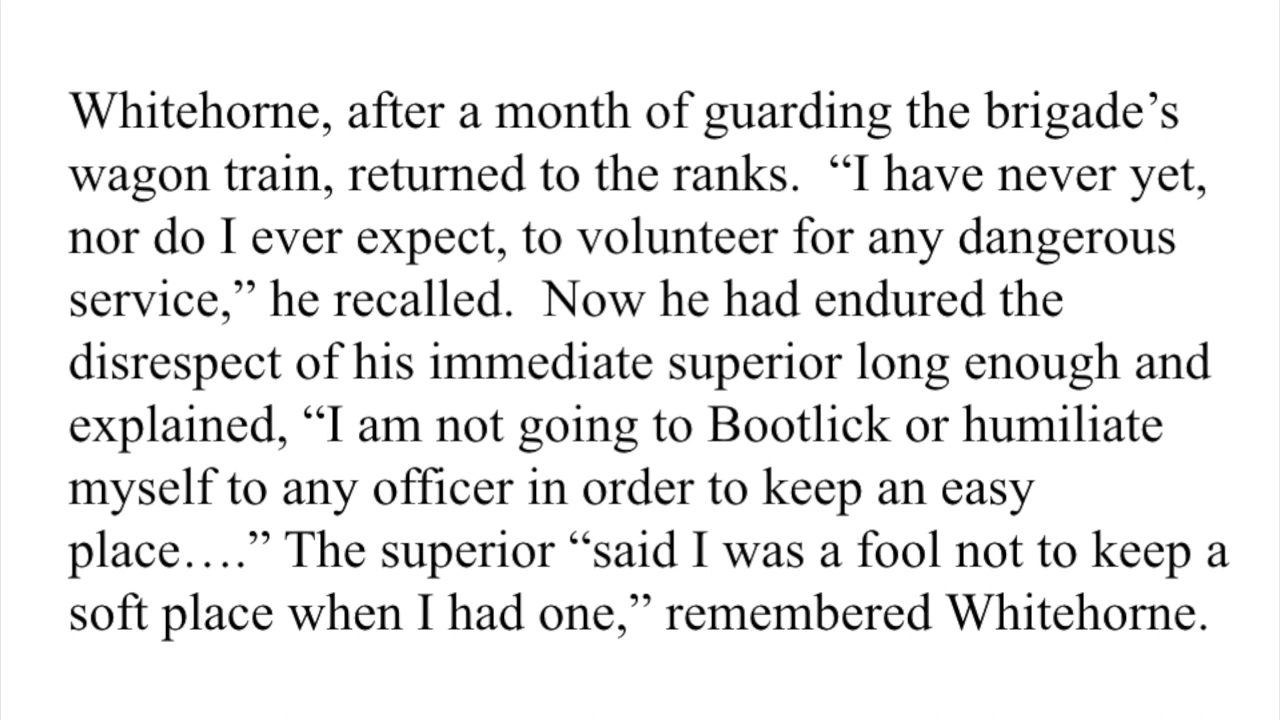 Whitehorne, after a month of guarding the brigade’s
wagon train, returned to the ranks.  “I have never yet,
nor do I ever expect, to volunteer for any dangerous
service,” he recalled.  Now he had endured the
disrespect of his immediate superior long enough and
explained, “I am not going to Bootlick or humiliate
myself to any officer in order to keep an easy
place….” The superior “said I was a fool not to keep a
soft place when I had one,” remembered Whitehorne.